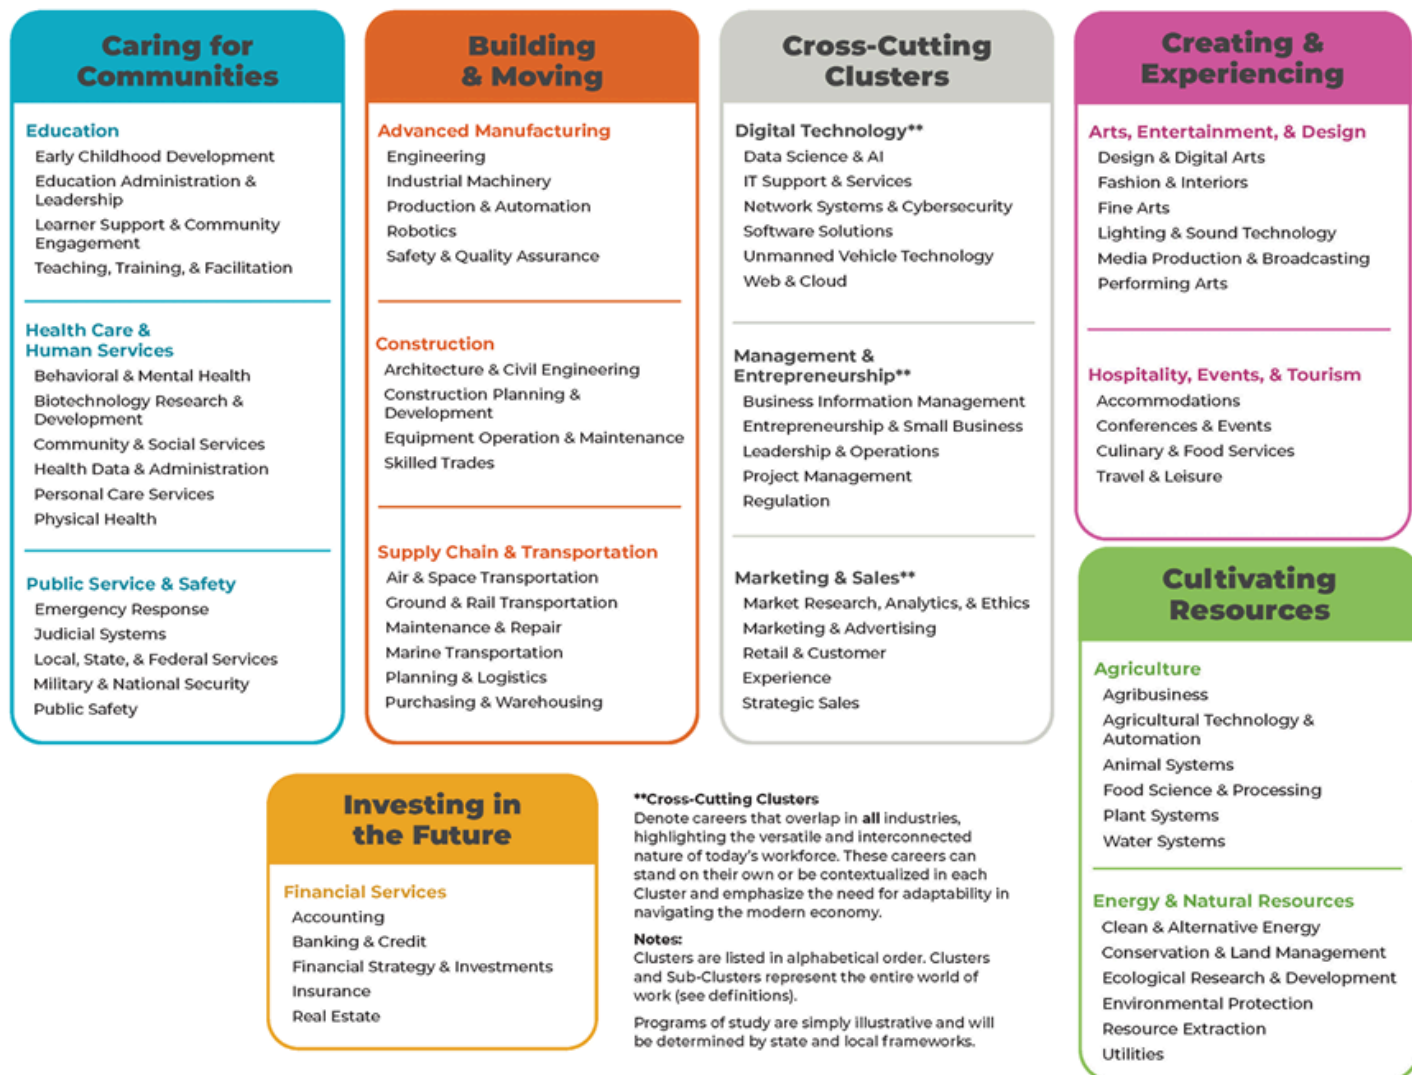 Caring for
Communities
Education
Early Childhood Development
Education Administration &
Leadership
Learner Support & Community
Engagement
Teaching, Training, & Facilitation
Health Care &
Human Services
Behavioral & Mental Health
Biotechnology Research &
Development
Community & Social Services
Health Data & Administration
Personal Care Services
Physical Health
Public Service & Safety
Emergency Response
Judicial Systems
Local, State, & Federal Services
Military & National Security
Public Safety
Building
& Moving
Advanced Manufacturing
Engineering
Industrial Machinery
Production & Automation
Robotics
Safety & Quality Assurance
Construction
Architecture & Civil Engineering
Construction Planning &
Development
Equipment Operation & Maintenance
Skilled Trades
Supply Chain & Transportation
Air & Space Transportation
Ground & Rail Transportation
Maintenance & Repair
Marine Transportation
Planning & Logistics
Purchasing & Warehousing
Cross-Cutting
Clusters
Digital Technology**
Data Science & AI
IT Support & Services
Network Systems & Cybersecurity
Software Solutions
Unmanned Vehicle Technology
Web & Cloud
Management &
Entrepreneurship**
Business Information Management
Entrepreneurship & Small Business
Leadership & Operations
Project Management
Regulation
Marketing & Sales**
Market Research, Analytics, & Ethics
Marketing & Advertising
Retail & Customer
Experience
Strategic Sales
Creating &
Experiencing
Arts, Entertainment, & Design
Design & Digital Arts
Fashion & Interiors
Fine Arts
Lighting & Sound Technology
Media Production & Broadcasting
Performing Arts
Hospitality, Events, & Tourism
Accommodations
Conferences & Events
Culinary & Food Services
Travel & Leisure
Cultivating
Resources
Agriculture
Agribusiness
Agricultural Technology &
Automation
Animal Systems
Food Science & Processing
Plant Systems
Water Systems
Energy & Natural Resources
Clean & Alternative Energy
Conservation & Land Management
Ecological Research & Development
Environmental Protection
Resource Extraction
Utilities
Investing in
the Future
Financial Services
Accounting
Banking & Credit
Financial Strategy & Investments
Insurance
Real Estate
**Cross-Cutting Clusters
Denote careers that overlap in all industries,
highlighting the versatile and interconnected
nature of today's workforce. These careers can
stand on their own or be contextualized in each
Cluster and emphasize the need for adaptability in
navigating the modern economy.
Notes:
Clusters are listed in alphabetical order. Clusters
and Sub-Clusters represent the entire world of
work (see definitions).
Programs of study are simply illustrative and will
be determined by state and local frameworks.